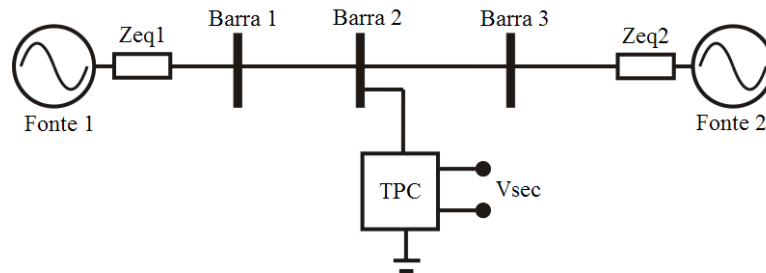 Barra 1
Barra 2
Barra 3
Zeq1
Zeq2
Fonte 1
Fonte 2
TPC
Vsec